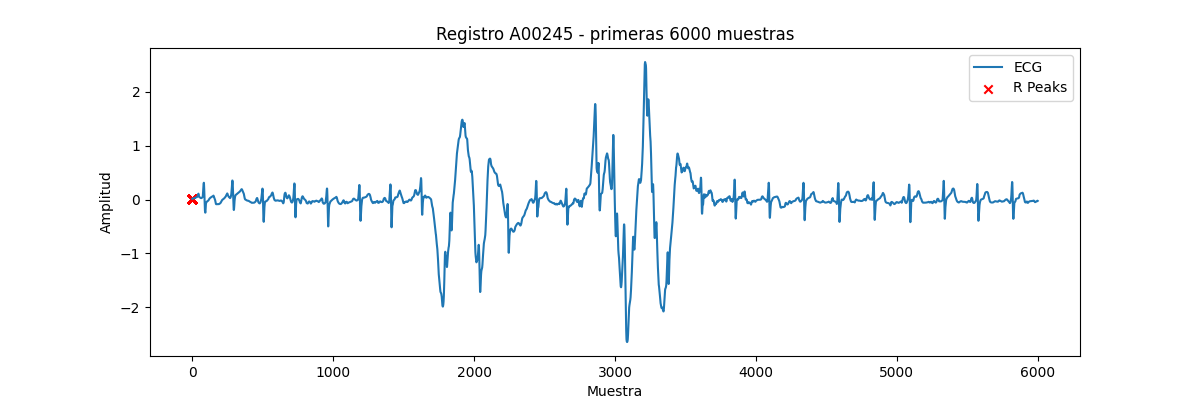 Registro A00245 - primeras 6000 muestras
ECG
R Peaks
Amplitud
2
1
0
−1
−2
0 1000 2000 3000 4000 5000 6000
Muestra